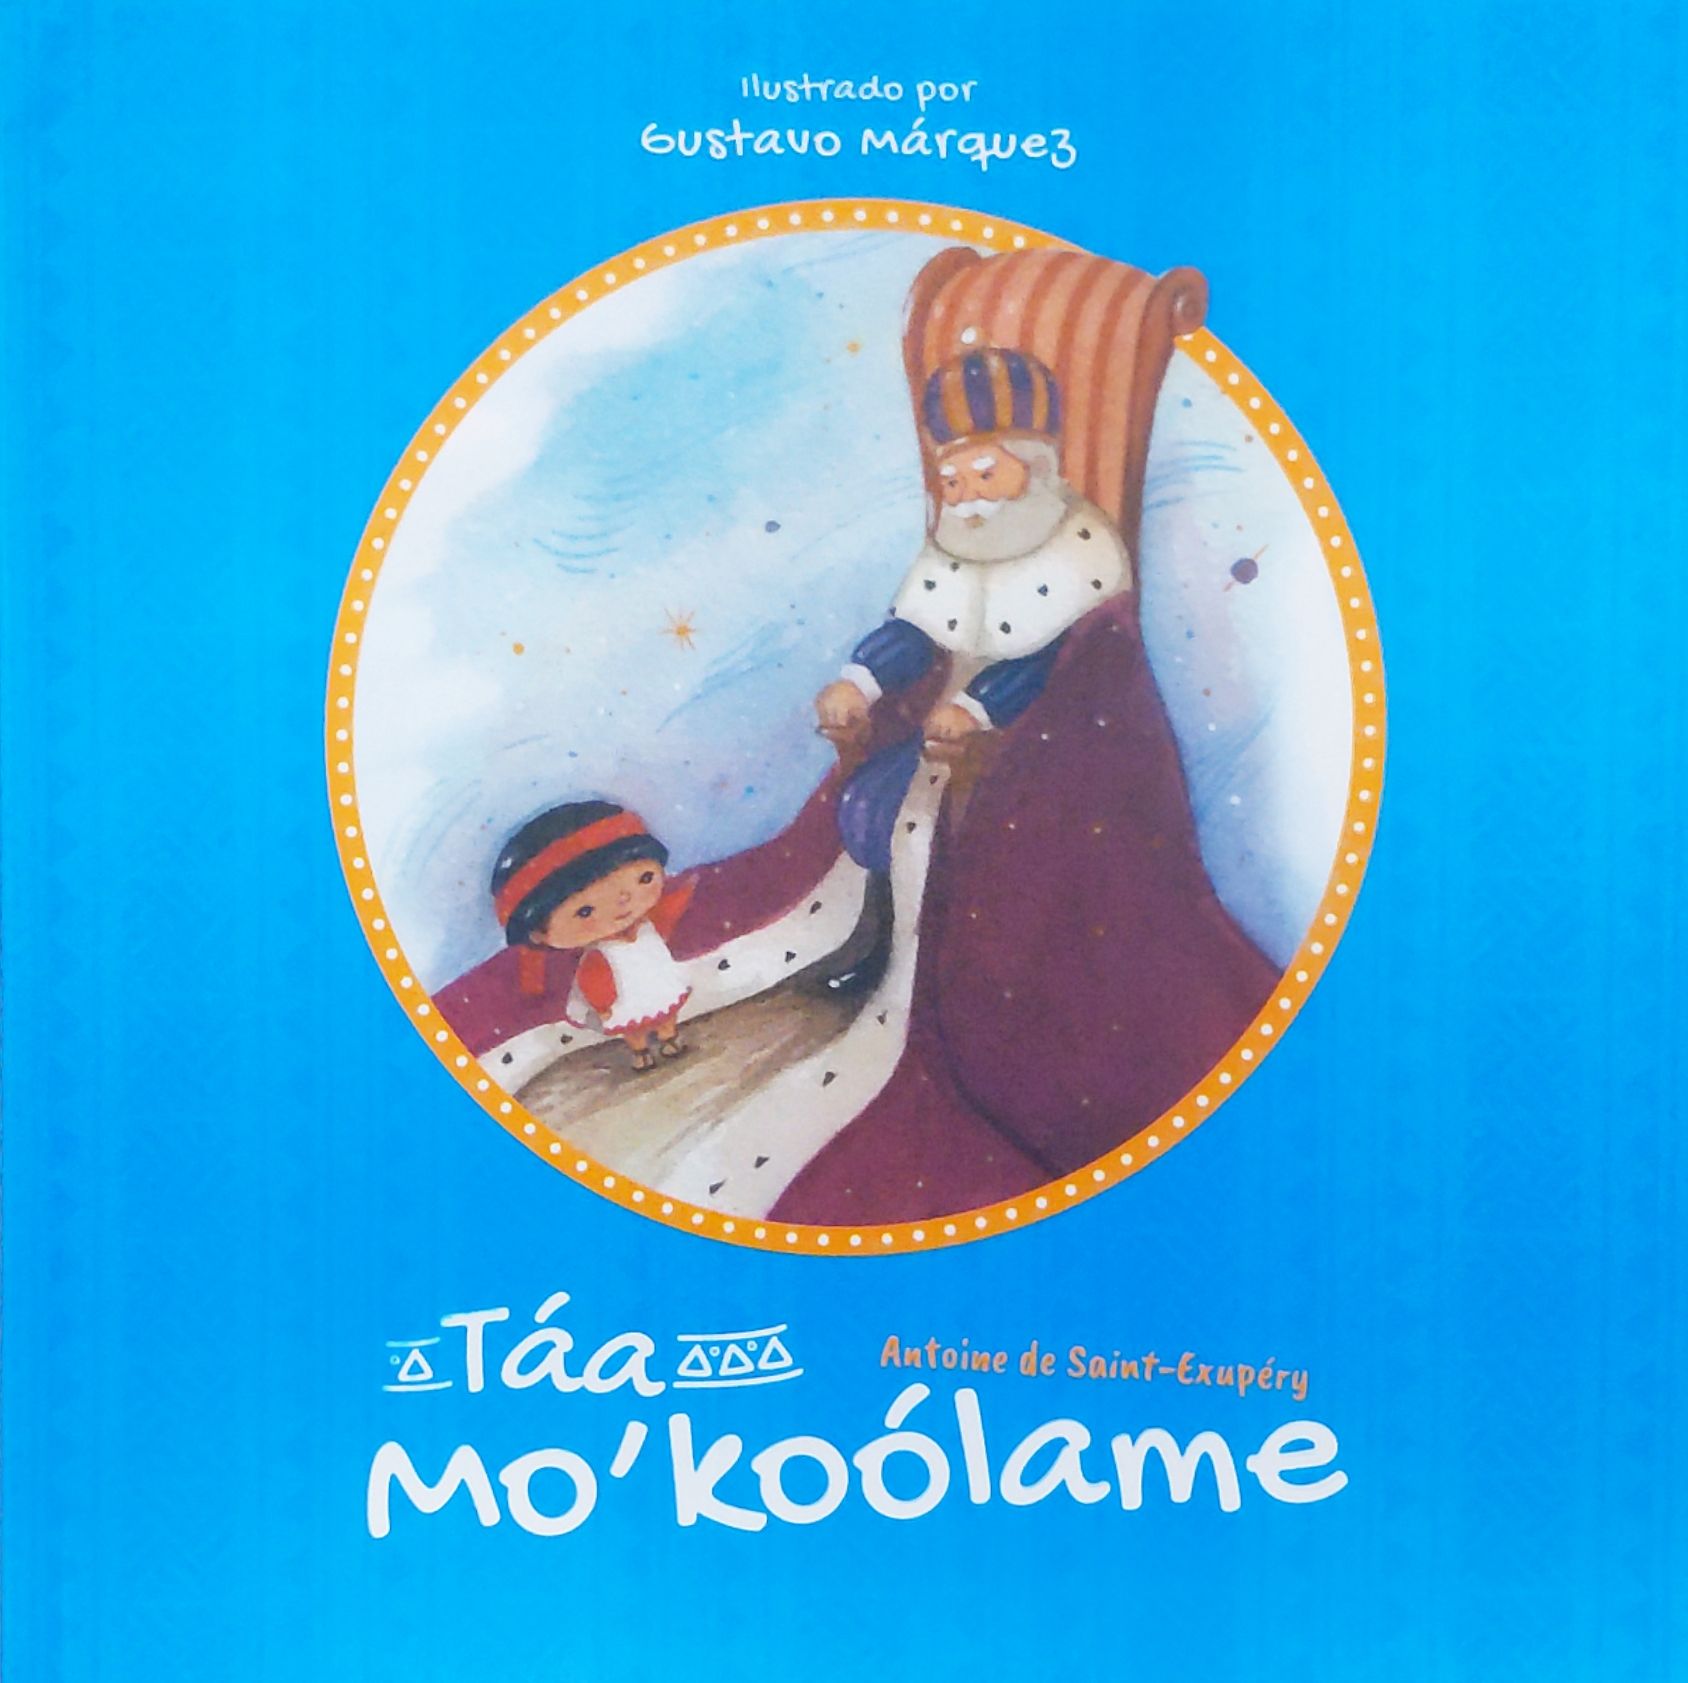 Ilustrado por
Gustavo Márquez
Táa
Antoine de Saint-Exupéry
Mo'koólame